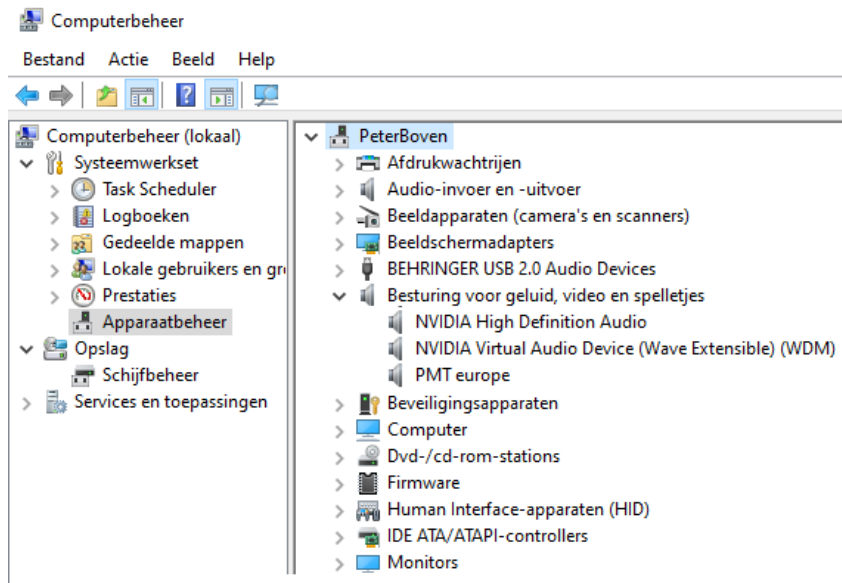 Computerbeheer
Bestand Actie Beeld Help
Computerbeheer (lokaal)
Systeemwerkset
Task Scheduler
Logboeken
Gedeelde mappen
Lokale gebruikers en gr
Prestaties
Apparaatbeheer
Opslag
Schijfbeheer
Services en toepassingen
PeterBoven
Afdrukwachtrijen
Audio-invoer en -uitvoer
Beeldapparaten (camera's en scanners)
Beeldschermadapters
BEHRINGER USB 2.0 Audio Devices
Besturing voor geluid, video en spelletjes
NVIDIA High Definition Audio
NVIDIA Virtual Audio Device (Wave Extensible) (WDM)
PMT europe
Beveiligingsapparaten
Computer
Dvd-/cd-rom-stations
Firmware
Human Interface-apparaten (HID)
IDE ATA/ATAPI-controllers
Monitors